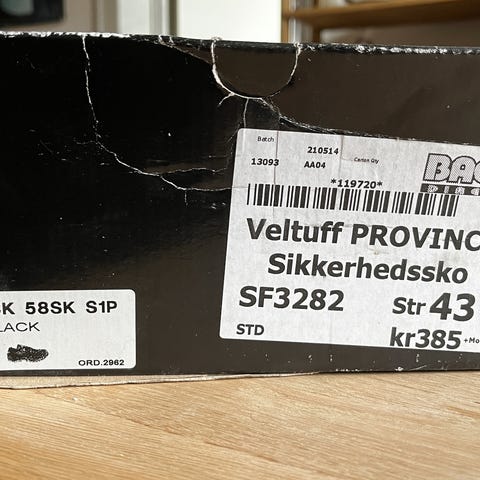 Batch
210514
13093
AA04
Carton Qty
*119720*
Veltuff PROVINC
Sikkerhedssko
SF3282
Str 43
STD
kr385 +Mo
58SK S1P
LACK
ORD.2962